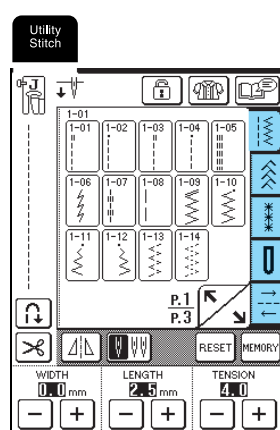 Utility
Stitch
J
1-01
1-01 1-02 1-03 1-04 1-05
1-06 1-07 1-08 1-09 1-10
1-11 1-12 1-13 1-14
P.1
P.3
RESET MEMORY
WIDTH LENGTH TENSION
0.0 mm 2.5 mm 4.0
− + − + − +